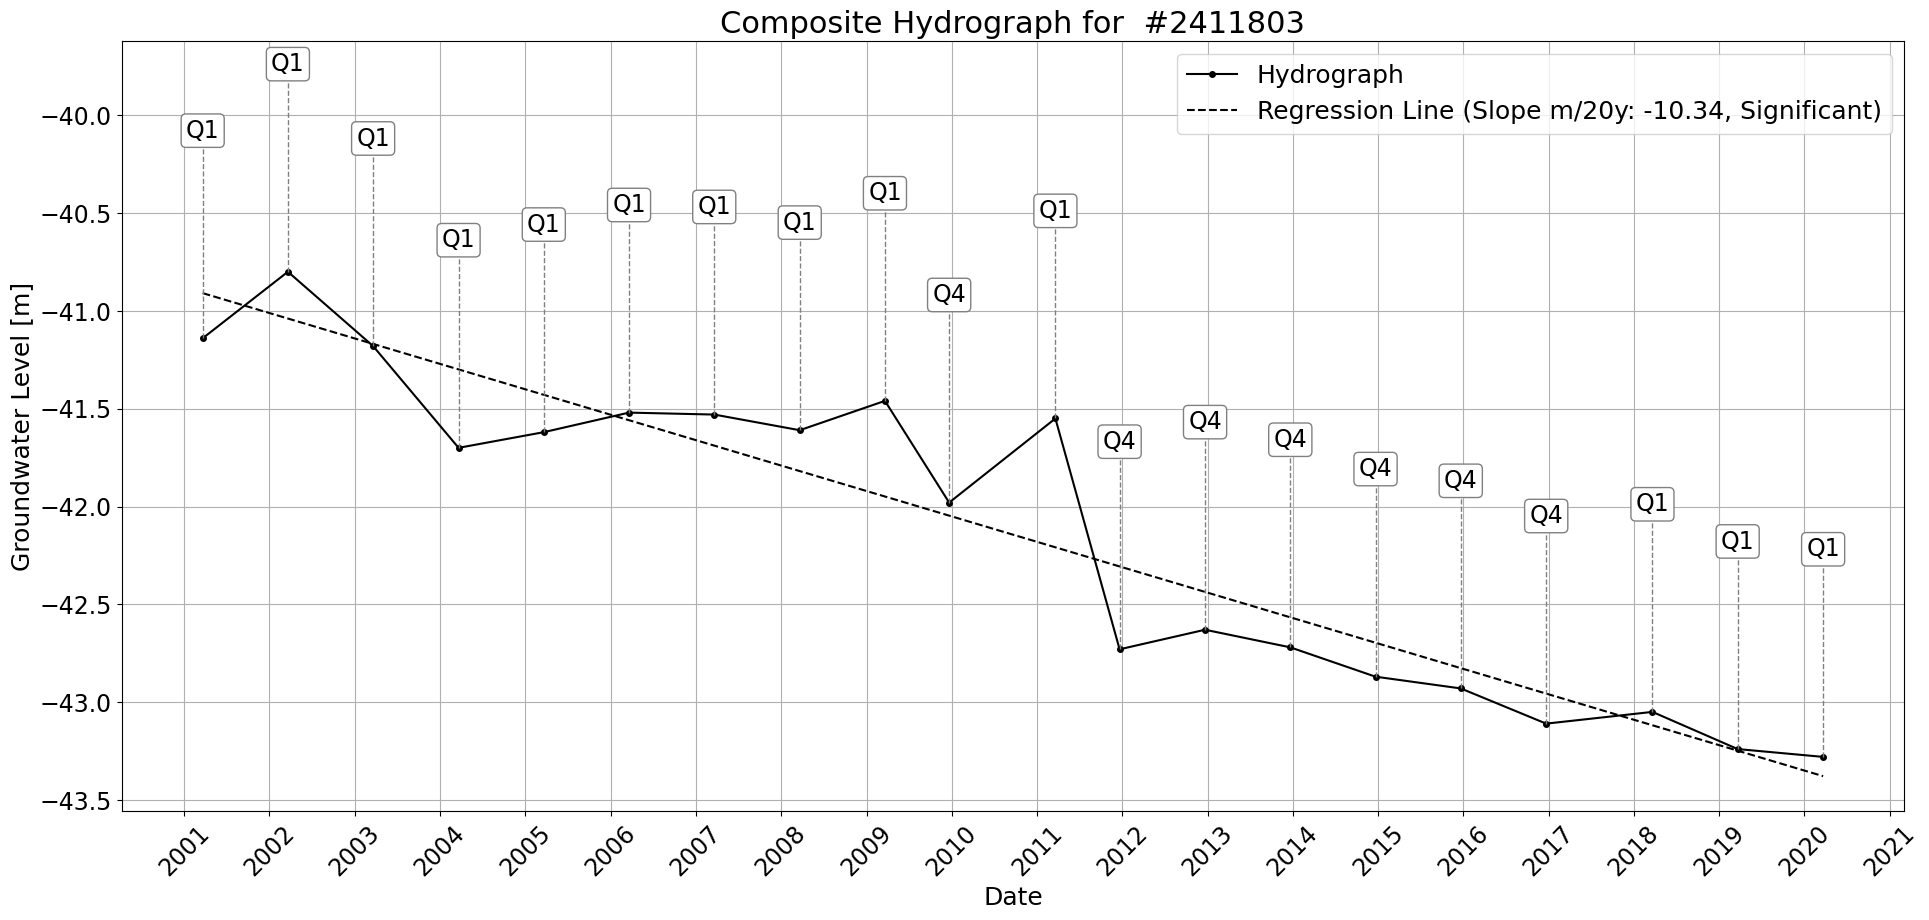 Composite Hydrograph for  #2411803
Hydrograph
Regression Line (Slope m/20y: -10.34, Significant)
Groundwater Level [m]
−40.0
−40.5
−41.0
−41.5
−42.0
−42.5
−43.0
−43.5
Q1
Q1
Q1
Q1
Q1
Q1
Q1
Q1
Q1
Q4
Q1
Q4
Q4
Q4
Q4
Q4
Q4
Q1
Q1
Q1
2001
2002
2003
2004
2005
2006
2007
2008
2009
2010
2011
2012
2013
2014
2015
2016
2017
2018
2019
2020
2021
Date